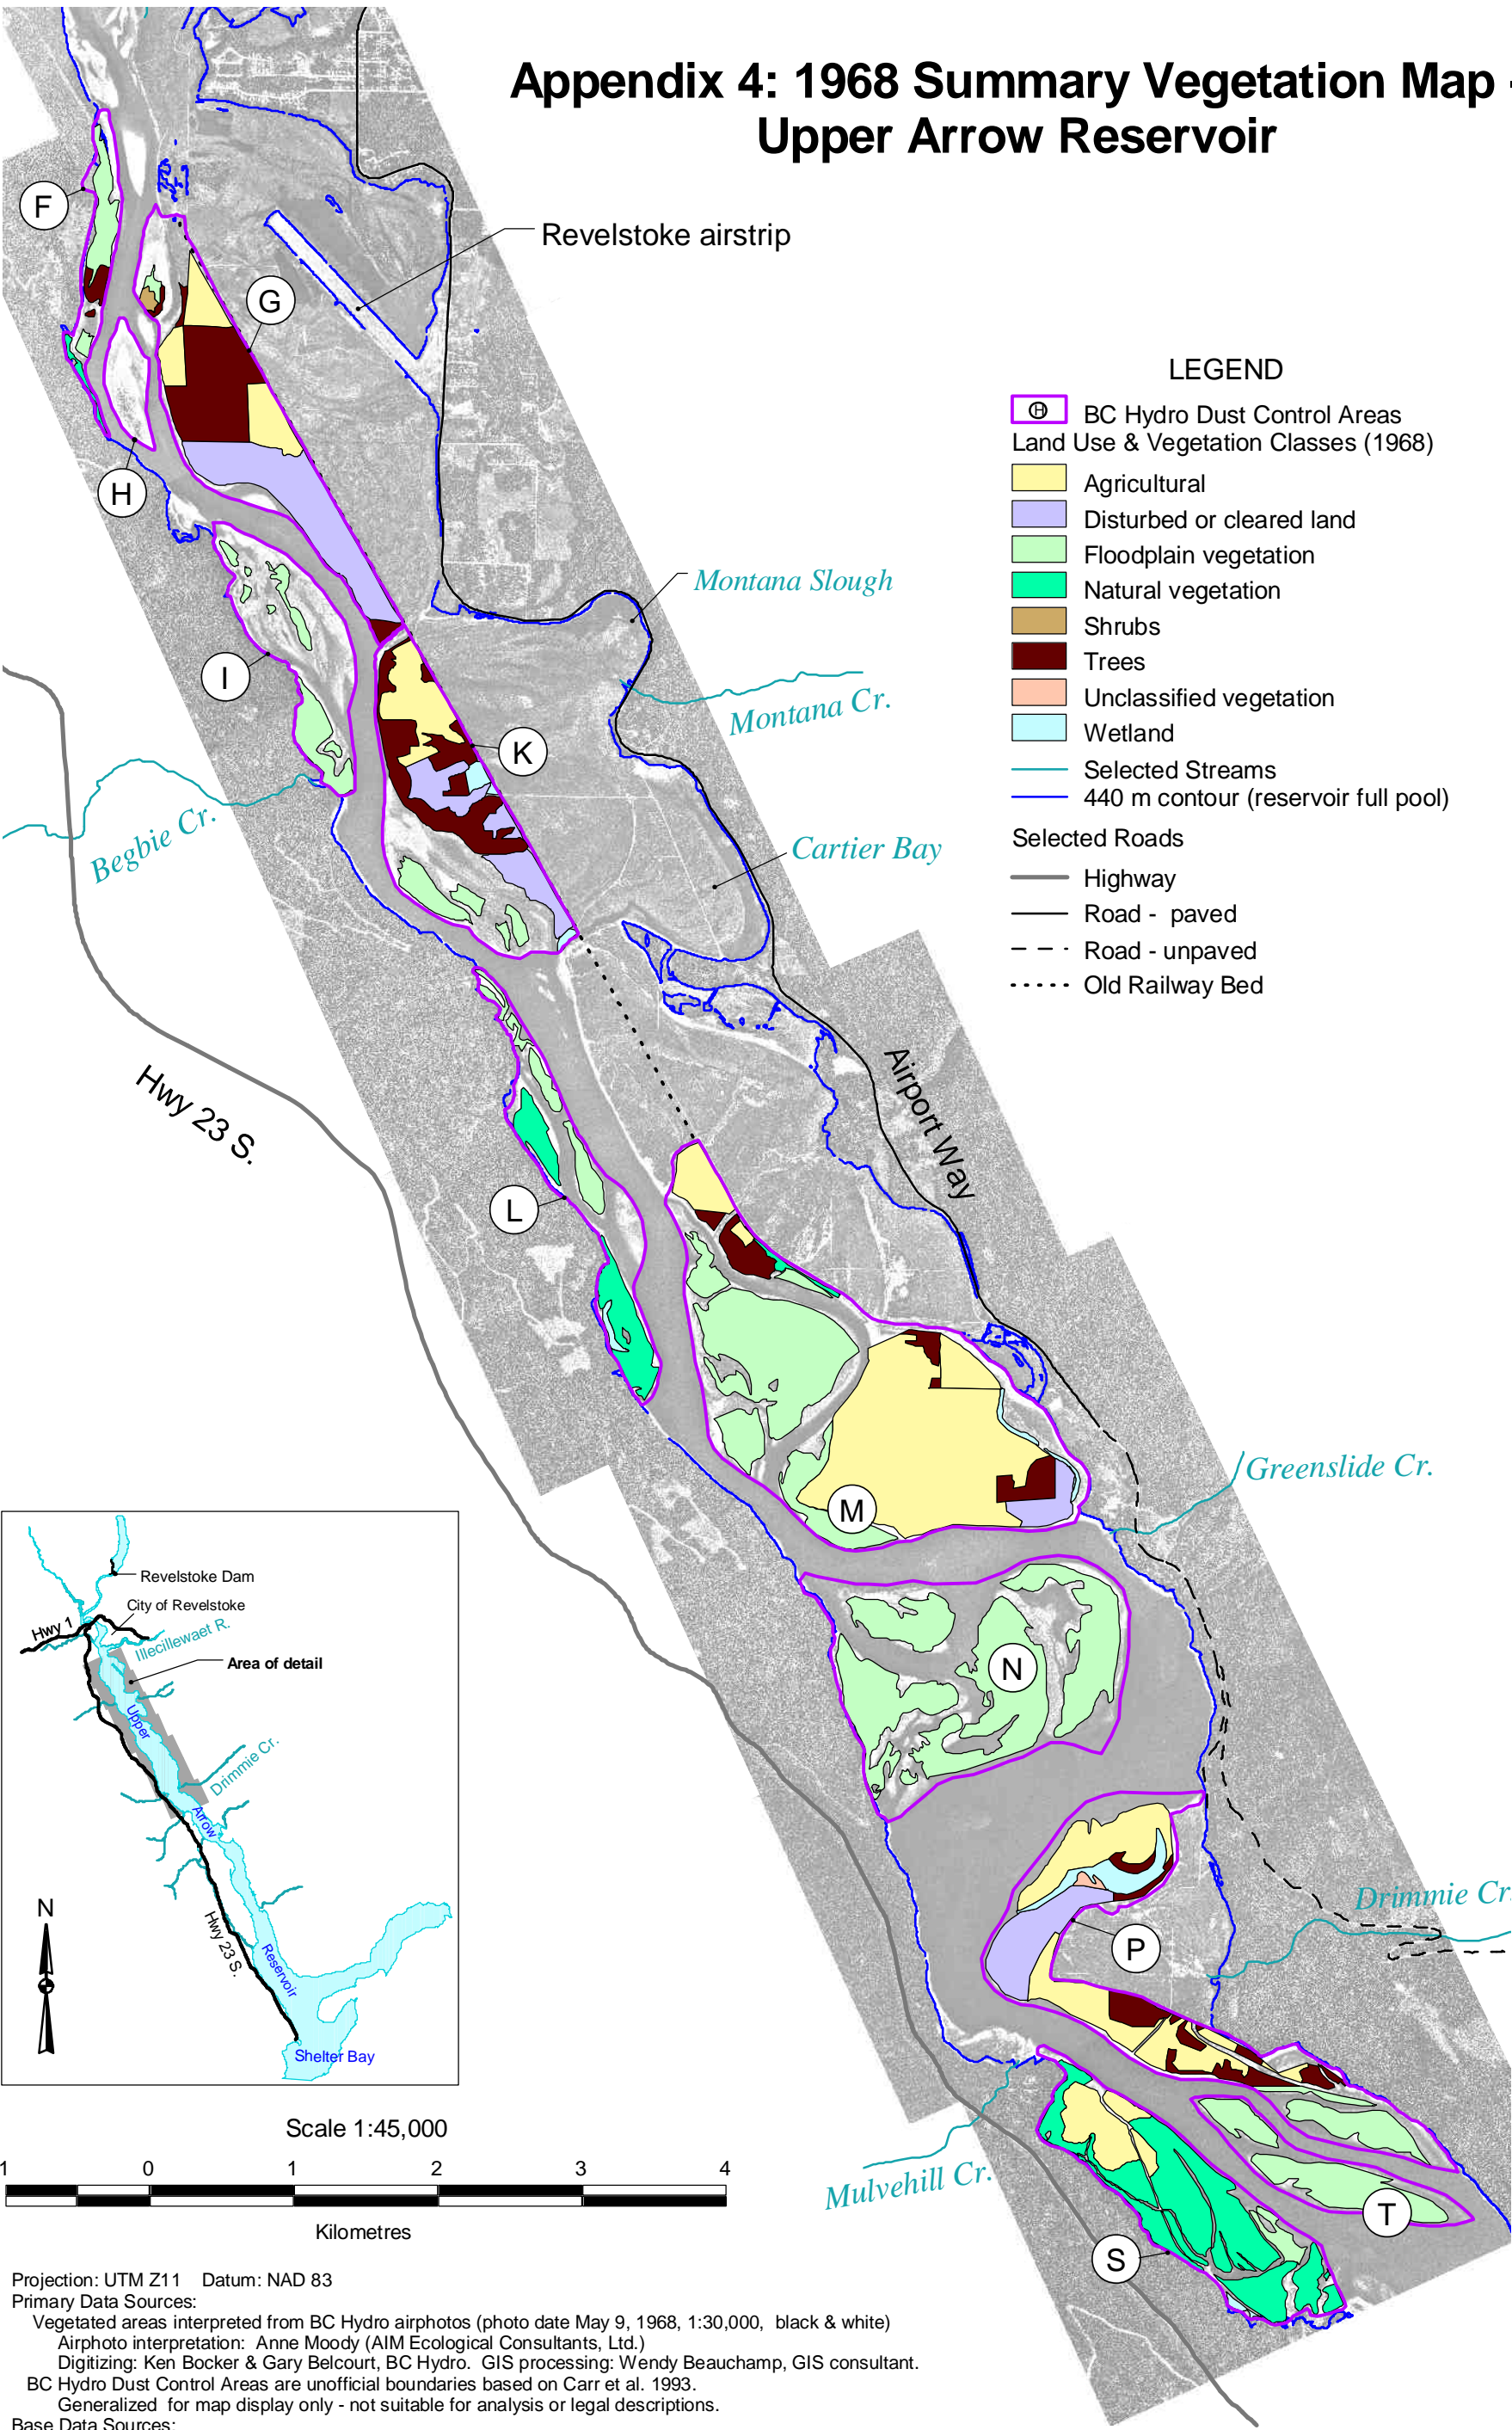 Appendix 4: 1968 Summary Vegetation Map -
Upper Arrow Reservoir
F
Revelstoke airstrip
G
H
I
Montana Slough
Montana Cr.
K
Begbie Cr.
Cartier Bay
LEGEND
H BC Hydro Dust Control Areas
Land Use & Vegetation Classes (1968)
Agricultural
Disturbed or cleared land
Floodplain vegetation
Natural vegetation
Shrubs
Trees
Unclassified vegetation
Wetland
Selected Streams
440 m contour (reservoir full pool)
Selected Roads
Highway
Road - paved
Road - unpaved
Old Railway Bed
Hwy 23 S.
Airport Way
L
M
Greenslide Cr.
N
P
Drimmie Cr
Mulvehill Cr.
S
T
Revelstoke Dam
City of Revelstoke
Hwy 1
Illecillewaet R.
Area of detail
Upper
Drimmie Cr.
Arrow
Hwy 23 S.
Reservoir
Shelter Bay
N
Scale 1:45,000
1 0 1 2 3 4
Kilometres
Projection: UTM Z11 Datum: NAD 83
Primary Data Sources:
Vegetated areas interpreted from BC Hydro airphotos (photo date May 9, 1968, 1:30,000, black & white)
Airphoto interpretation: Anne Moody (AIM Ecological Consultants, Ltd.)
Digitizing: Ken Bocker & Gary Belcourt, BC Hydro. GIS processing: Wendy Beauchamp, GIS consultant.
BC Hydro Dust Control Areas are unofficial boundaries based on Carr et al. 1993.
Generalized for map display only - not suitable for analysis or legal descriptions.
Base Data Sources: